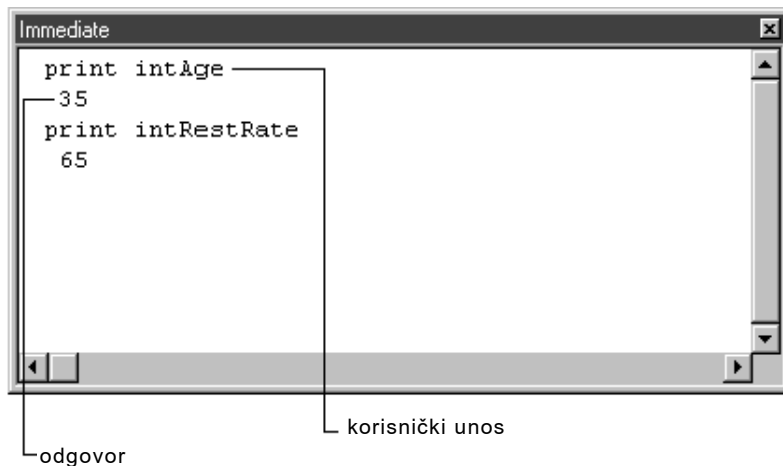 Immediate
print intAge
35
print intRestRate
65
korisnički unos
odgovor